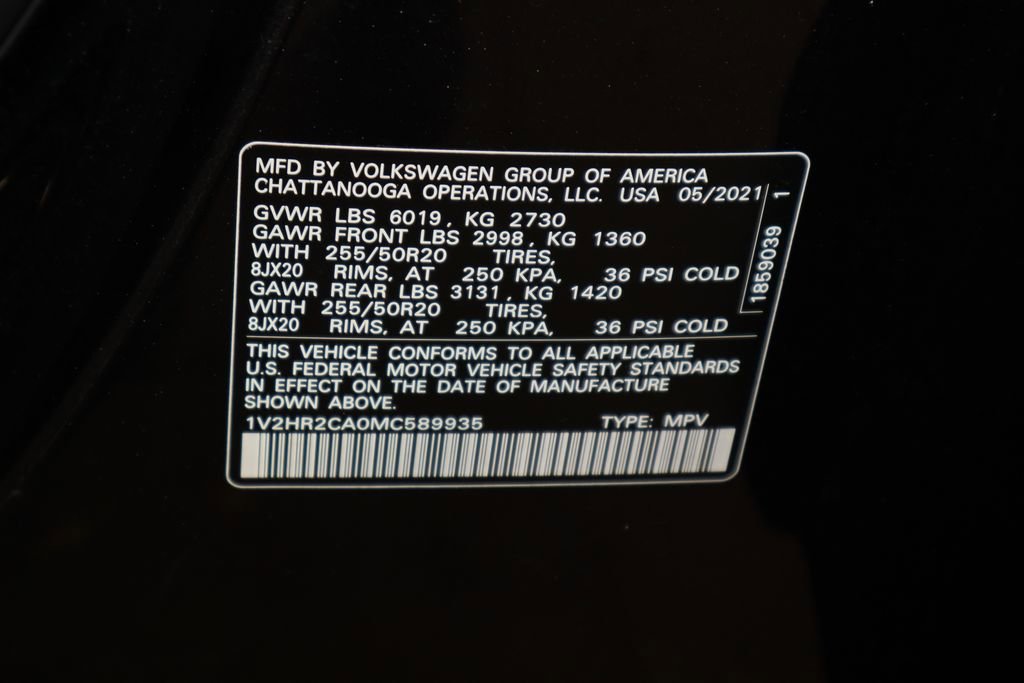 MFD BY VOLKSWAGEN GROUP OF AMERICA
CHATTANOOGA OPERATIONS, LLC. USA 05/2021
GVWR LBS 6019, KG 2730
GAWR FRONT LBS 2998, KG 1360
WITH 255/50R20 TIRES,
8JX20 RIMS, AT 250 KPA, 36 PSI COLD
GAWR REAR LBS 3131, KG 1420
WITH 255/50R20 TIRES,
8JX20 RIMS, AT 250 KPA, 36 PSI COLD
THIS VEHICLE CONFORMS TO ALL APPLICABLE
U.S. FEDERAL MOTOR VEHICLE SAFETY STANDARDS
IN EFFECT ON THE DATE OF MANUFACTURE
SHOWN ABOVE.
1V2HR2CA0MC589935 TYPE: MPV
1859039 1